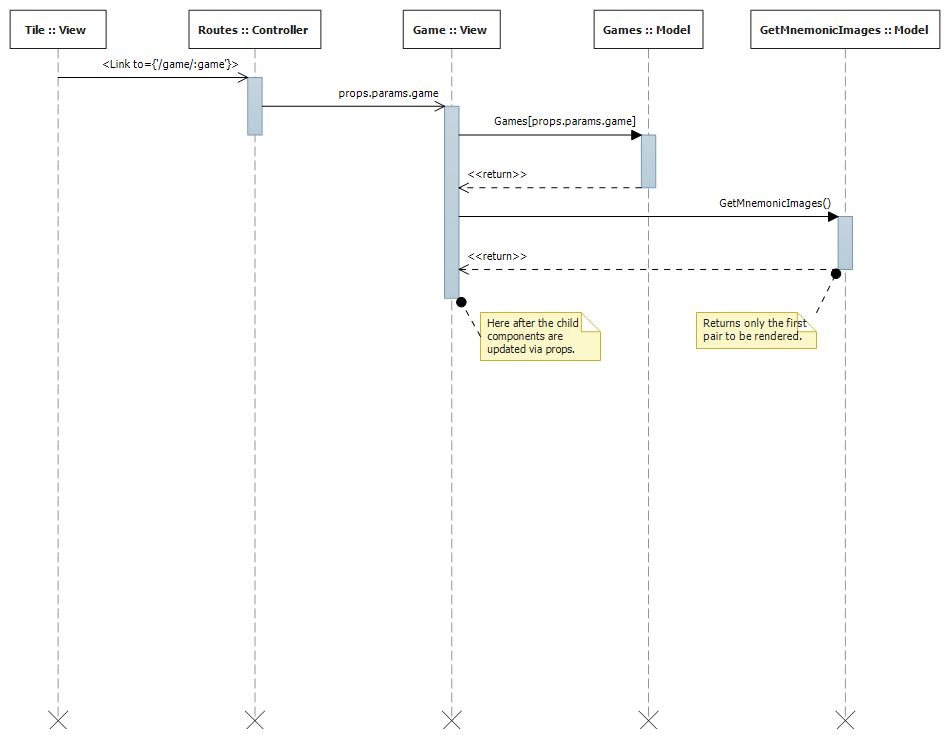 Tile :: View
Routes :: Controller
Game :: View
Games :: Model
GetMnemonicImages :: Model
<Link to={'/game/:game'}>
props.params.game
Games[props.params.game]
<<return>>
GetMnemonicImages()
<<return>>
Here after the child
components are
updated via props.
Returns only the first
pair to be rendered.